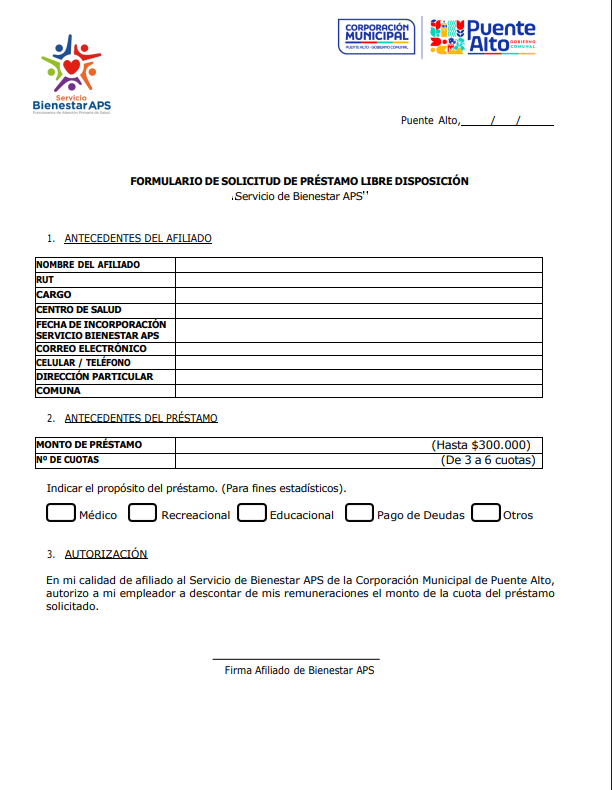 CORPORACIÓN
MUNICIPAL
PUENTE ALTO - GOBIERNO COMUNAL
Puente
Alto
GOBIERNO
COMUNAL
Servicio
Bienestar APS
Funcionarios de Atención Primaria de Salud.
Puente Alto,_____/____/______
FORMULARIO DE SOLICITUD DE PRÉSTAMO LIBRE DISPOSICIÓN
"Servicio de Bienestar APS"
1. ANTECEDENTES DEL AFILIADO
NOMBRE DEL AFILIADO
RUT
CARGO
CENTRO DE SALUD
FECHA DE INCORPORACIÓN
SERVICIO BIENESTAR APS
CORREO ELECTRÓNICO
CELULAR / TELÉFONO
DIRECCIÓN PARTICULAR
COMUNA
2. ANTECEDENTES DEL PRÉSTAMO
MONTO DE PRÉSTAMO (Hasta $300.000)
Nº DE CUOTAS (De 3 a 6 cuotas)
Indicar el propósito del préstamo. (Para fines estadísticos).
Médico Recreacional Educacional Pago de Deudas Otros
3. AUTORIZACIÓN
En mi calidad de afiliado al Servicio de Bienestar APS de la Corporación Municipal de Puente Alto,
autorizo a mi empleador a descontar de mis remuneraciones el monto de la cuota del préstamo
solicitado.
Firma Afiliado de Bienestar APS